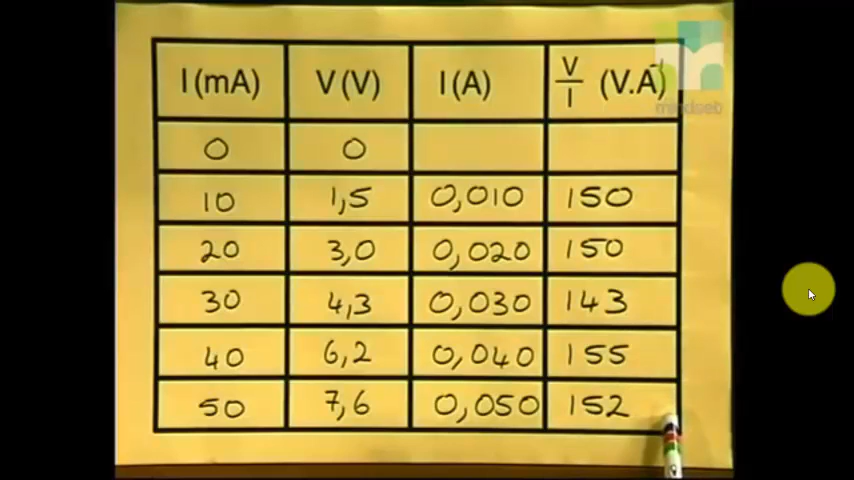 I (mA) V (V) I (A) V/I (V.A⁻¹)
mindset
0 0
10 1,5 0,010 150
20 3,0 0,020 150
30 4,3 0,030 143
40 6,2 0,040 155
50 7,6 0,050 152